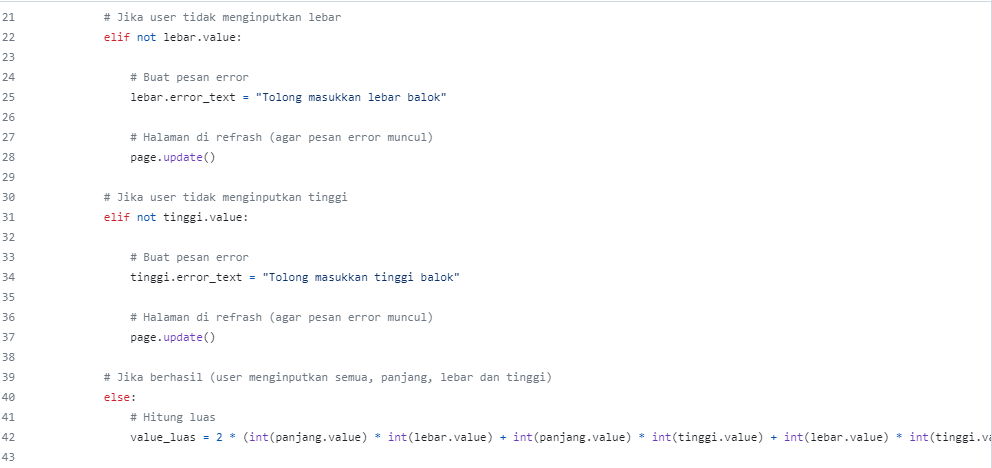 21 # Jika user tidak menginputkan lebar
22 elif not lebar.value:
23
24 # Buat pesan error
25 lebar.error_text = "Tolong masukkan lebar balok"
26
27 # Halaman di refrash (agar pesan error muncul)
28 page.update()
29
30 # Jika user tidak menginputkan tinggi
31 elif not tinggi.value:
32
33 # Buat pesan error
34 tinggi.error_text = "Tolong masukkan tinggi balok"
35
36 # Halaman di refrash (agar pesan error muncul)
37 page.update()
38
39 # Jika berhasil (user menginputkan semua, panjang, lebar dan tinggi)
40 else:
41 # Hitung luas
42 value_luas = 2 * (int(panjang.value) * int(lebar.value) + int(panjang.value) * int(tinggi.value) + int(lebar.value) * int(tinggi.
43